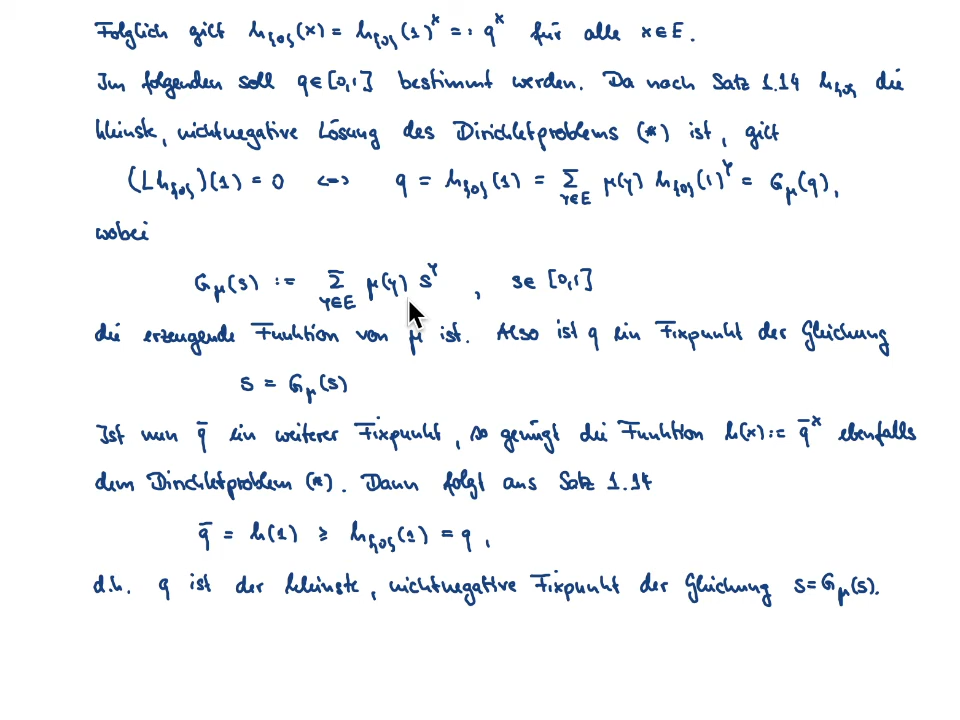 Folglich gilt h_{0}(x) = h_{0}(1)^x =: q^x für alle x∈E.
Im folgenden soll q∈[0,1] bestimmt werden. Da nach Satz 1.14 h_{0} die
kleinste, nichtnegative Lösung des Dirichletproblems (*) ist, gilt
(Lh_{0})(1) = 0 <=> q = h_{0}(1) = Σ_{y∈E} μ(y) h_{0}(1)^y = G_μ(q),
wobei
G_μ(s) := Σ_{y∈E} μ(y) s^y , s∈[0,1]
die erzeugende Funktion von μ ist. Also ist q ein Fixpunkt der Gleichung
s = G_μ(s)
Ist nun q̄ ein weiterer Fixpunkt, so genügt die Funktion h(x) := q̄^x ebenfalls
dem Dirichletproblem (*). Dann folgt aus Satz 1.14
q̄ = h(1) ≥ h_{0}(1) = q,
d.h. q ist der kleinste, nichtnegative Fixpunkt der Gleichung s=G_μ(s).